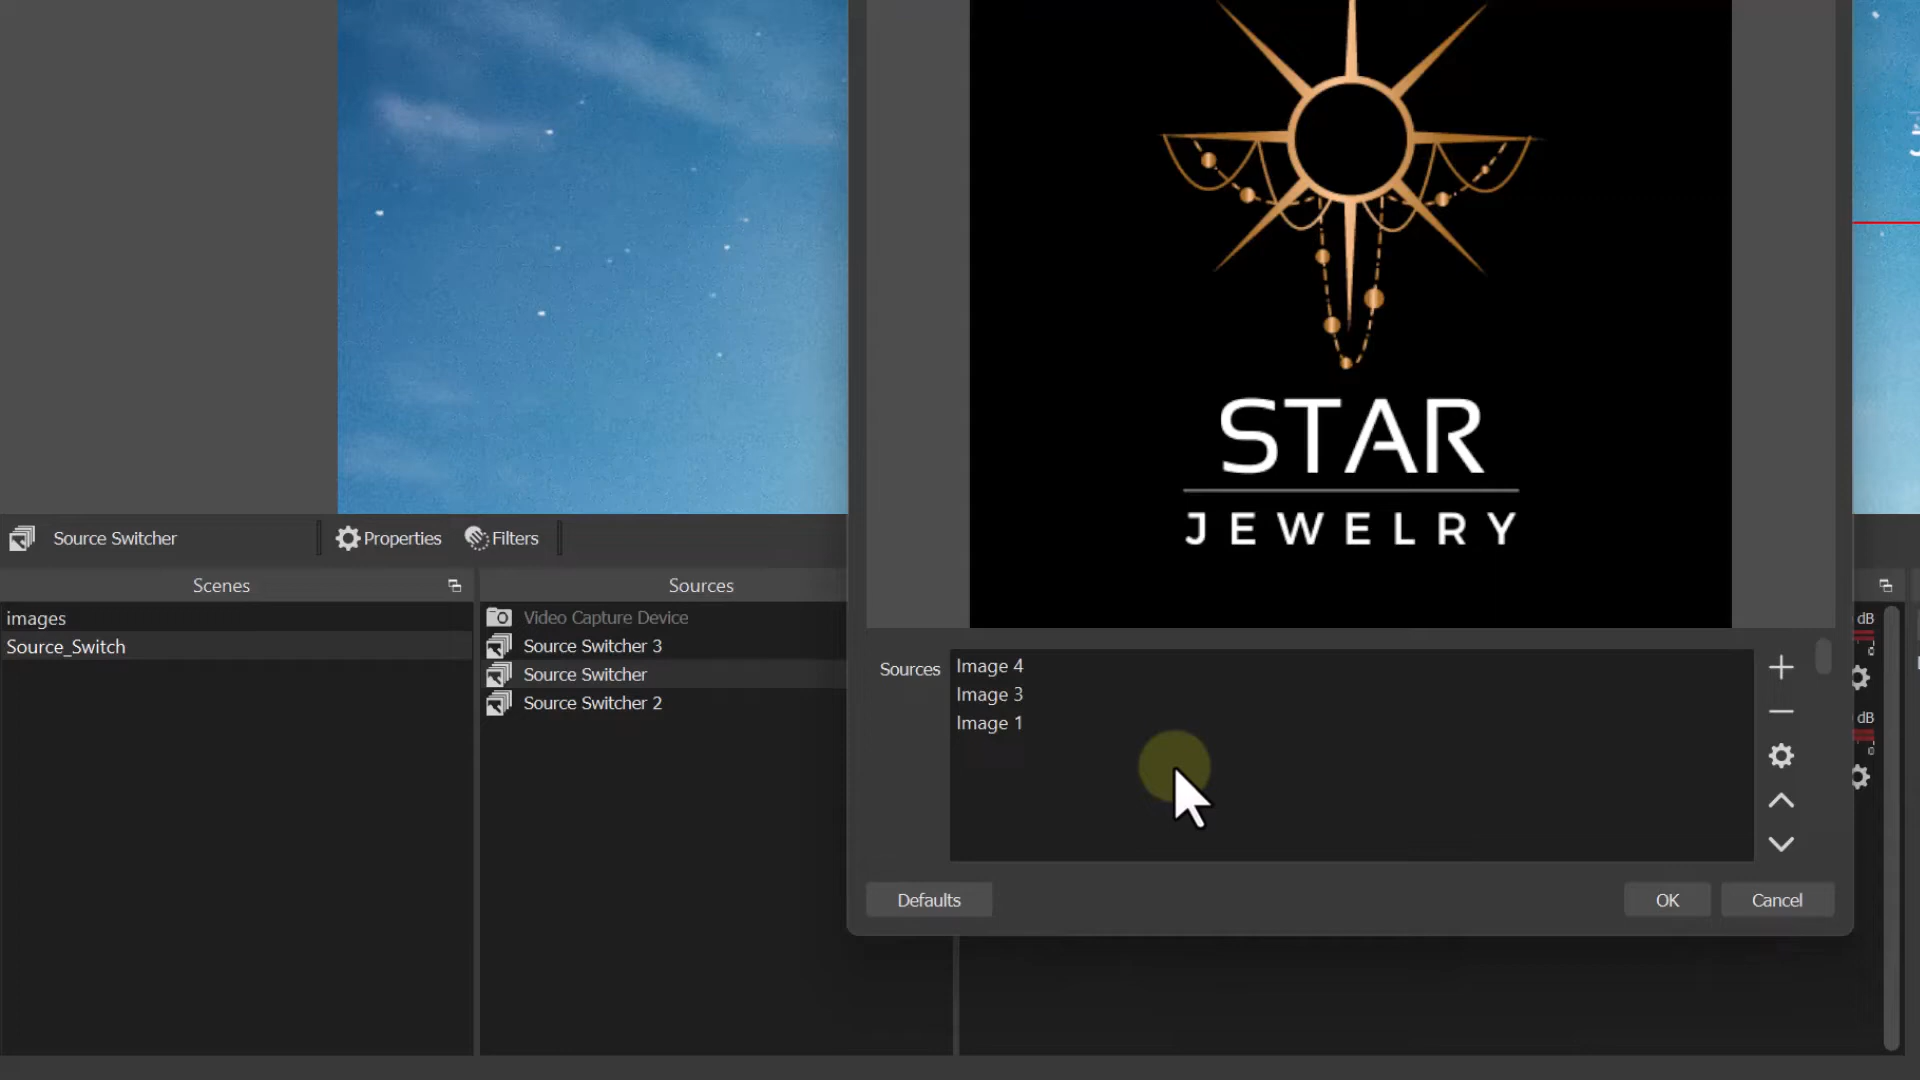 STAR
JEWELRY
Source Switcher
Properties
Filters
Scenes
Sources
images
Source_Switch
Video Capture Device
Source Switcher 3
Source Switcher
Source Switcher 2
Sources
Image 4
Image 3
Image 1
Defaults
OK
Cancel
dB
dB